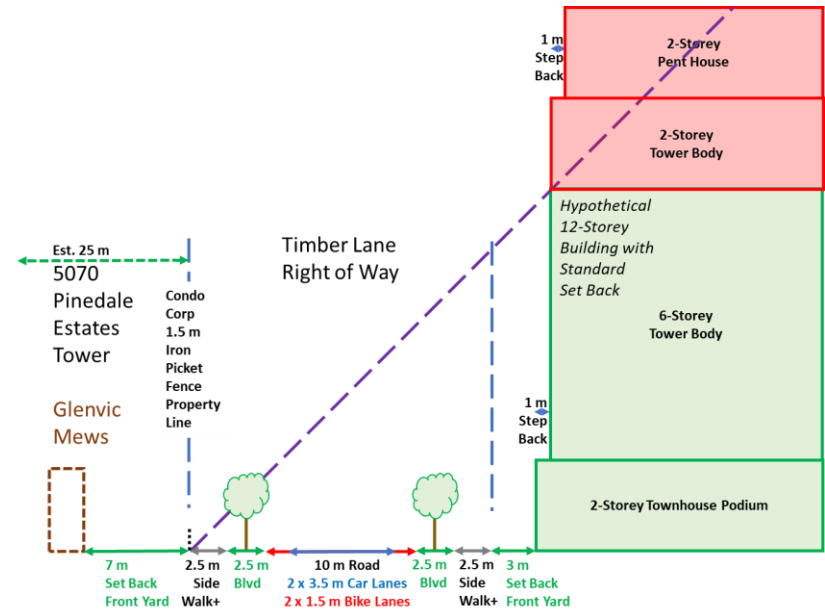 2-Storey
Pent House
1 m
Step
Back
2-Storey
Tower Body
Hypothetical
12-Storey
Building with
Standard
Set Back
6-Storey
Tower Body
1 m
Step
Back
2-Storey Townhouse Podium
Timber Lane
Right of Way
Est. 25 m
5070
Pinedale
Estates
Tower
Glenvic
Mews
Condo
Corp
1.5 m
Iron
Picket
Fence
Property
Line
7 m
Set Back
Front Yard
2.5 m
Side
Walk+
2.5 m
Blvd
10 m Road
2 x 3.5 m Car Lanes
2 x 1.5 m Bike Lanes
2.5 m
Blvd
2.5 m
Side
Walk+
3 m
Set Back
Front Yard